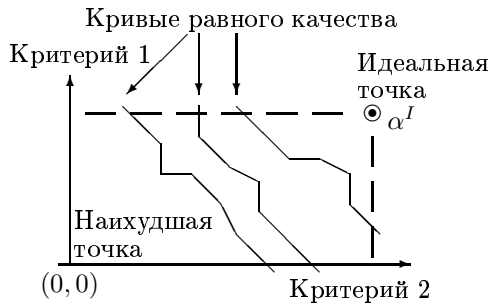 Кривые равного качества
Критерий 1
Идеальная
точка
α^I
Наихудшая
точка
(0,0)
Критерий 2